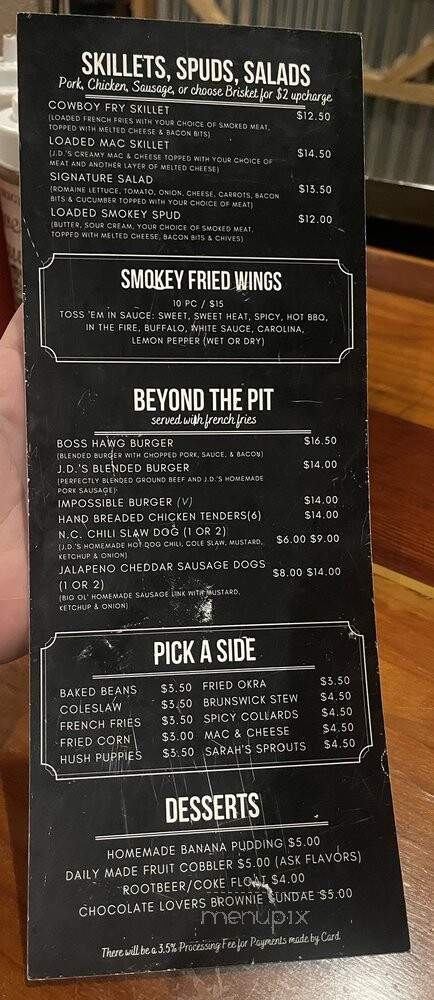 SKILLETS, SPUDS, SALADS
Pork, Chicken, Sausage, or choose Brisket for $2 upcharge
COWBOY FRY SKILLET $12.50
(LOADED FRENCH FRIES WITH YOUR CHOICE OF SMOKED MEAT,
TOPPED WITH MELTED CHEESE & BACON BITS)
LOADED MAC SKILLET $14.50
(J.D.'S CREAMY MAC & CHEESE TOPPED WITH YOUR CHOICE OF
MEAT AND ANOTHER LAYER OF MELTED CHEESE)
SIGNATURE SALAD $13.50
(ROMAINE LETTUCE, TOMATO, ONION, CHEESE, CARROTS, BACON
BITS & CUCUMBER TOPPED WITH YOUR CHOICE OF MEAT)
LOADED SMOKEY SPUD $12.00
(BUTTER, SOUR CREAM, YOUR CHOICE OF SMOKED MEAT,
TOPPED WITH MELTED CHEESE, BACON BITS & CHIVES)
SMOKEY FRIED WINGS
10 PC / $15
TOSS 'EM IN SAUCE: SWEET, SWEET HEAT, SPICY, HOT BBQ,
IN THE FIRE, BUFFALO, WHITE SAUCE, CAROLINA,
LEMON PEPPER (WET OR DRY)
BEYOND THE PIT
served with french fries
BOSS HAWG BURGER $16.50
(BLENDED BURGER WITH CHOPPED PORK, SAUCE, & BACON)
J.D.'S BLENDED BURGER $14.00
(PERFECTLY BLENDED GROUND BEEF AND J.D.'S HOMEMADE
PORK SAUSAGE)
IMPOSSIBLE BURGER (V) $14.00
HAND BREADED CHICKEN TENDERS(6) $14.00
N.C. CHILI SLAW DOG (1 OR 2) $6.00 $9.00
(J.D.'S HOMEMADE HOT DOG CHILI, COLE SLAW, MUSTARD,
KETCHUP & ONION)
JALAPENO CHEDDAR SAUSAGE DOGS $8.00 $14.00
(1 OR 2)
(BIG OL' HOMEMADE SAUSAGE LINK WITH MUSTARD,
KETCHUP & ONION)
PICK A SIDE
BAKED BEANS $3.50 FRIED OKRA $3.50
COLESLAW $3.50 BRUNSWICK STEW $4.50
FRENCH FRIES $3.50 SPICY COLLARDS $4.50
FRIED CORN $3.00 MAC & CHEESE $4.50
HUSH PUPPIES $3.50 SARAH'S SPROUTS $4.50
DESSERTS
HOMEMADE BANANA PUDDING $5.00
DAILY MADE FRUIT COBBLER $5.00 (ASK FLAVORS)
ROOTBEER/COKE FLOAT $4.00
CHOCOLATE LOVERS BROWNIE SUNDAE $5.00
menupix
There will be a 3.5% Processing Fee for Payments made by Card